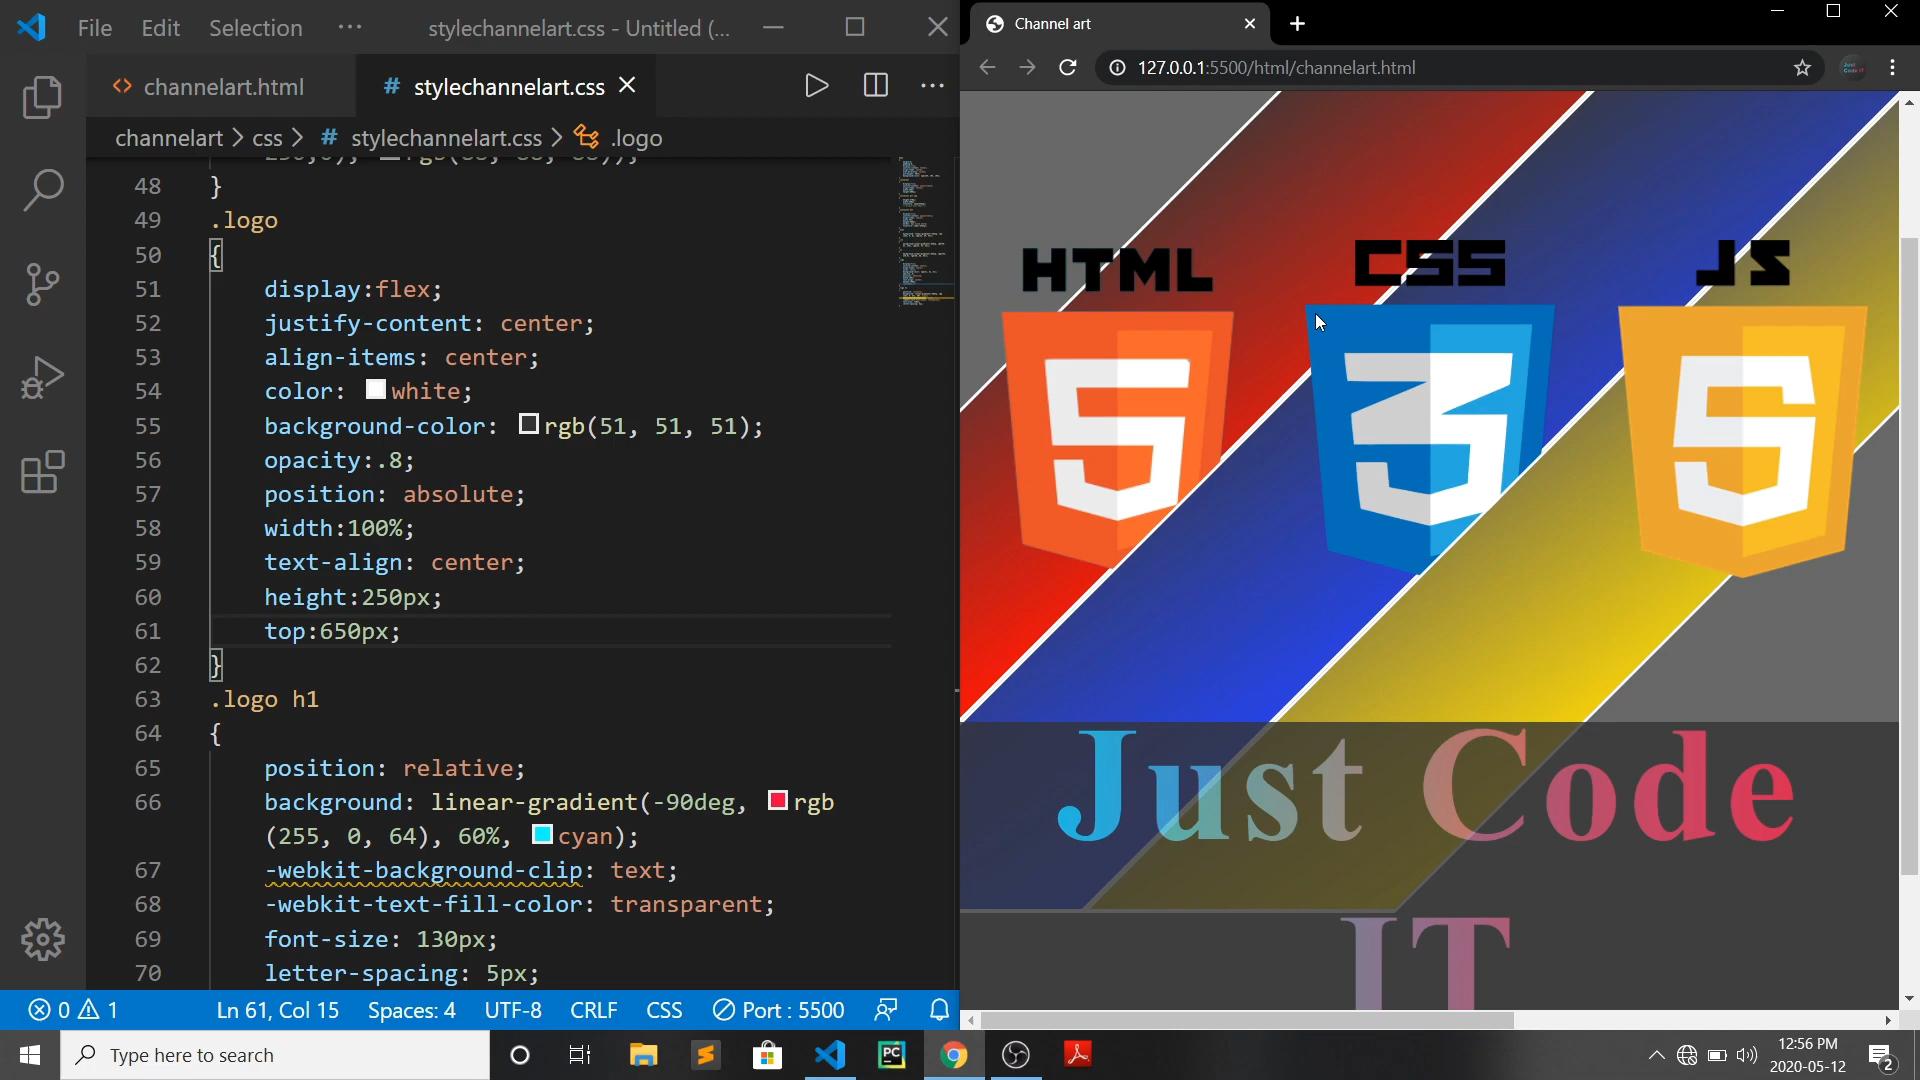 File Edit Selection ··· stylechannelart.css - Untitled (...
channelart.html
# stylechannelart.css
channelart > css > # stylechannelart.css > .logo
48 }
49 .logo
50 {
51 display:flex;
52 justify-content: center;
53 align-items: center;
54 color: white;
55 background-color: rgb(51, 51, 51);
56 opacity:.8;
57 position: absolute;
58 width:100%;
59 text-align: center;
60 height:250px;
61 top:650px;
62 }
63 .logo h1
64 {
65 position: relative;
66 background: linear-gradient(-90deg, rgb
(255, 0, 64), 60%, cyan);
67 -webkit-background-clip: text;
68 -webkit-text-fill-color: transparent;
69 font-size: 130px;
70 letter-spacing: 5px;
0 1 Ln 61, Col 15 Spaces: 4 UTF-8 CRLF CSS Port : 5500
Channel art
127.0.0.1:5500/html/channelart.html
HTML CSS JS
5 3 5
Just Code
IT
Type here to search
PC
12:56 PM
2020-05-12
2